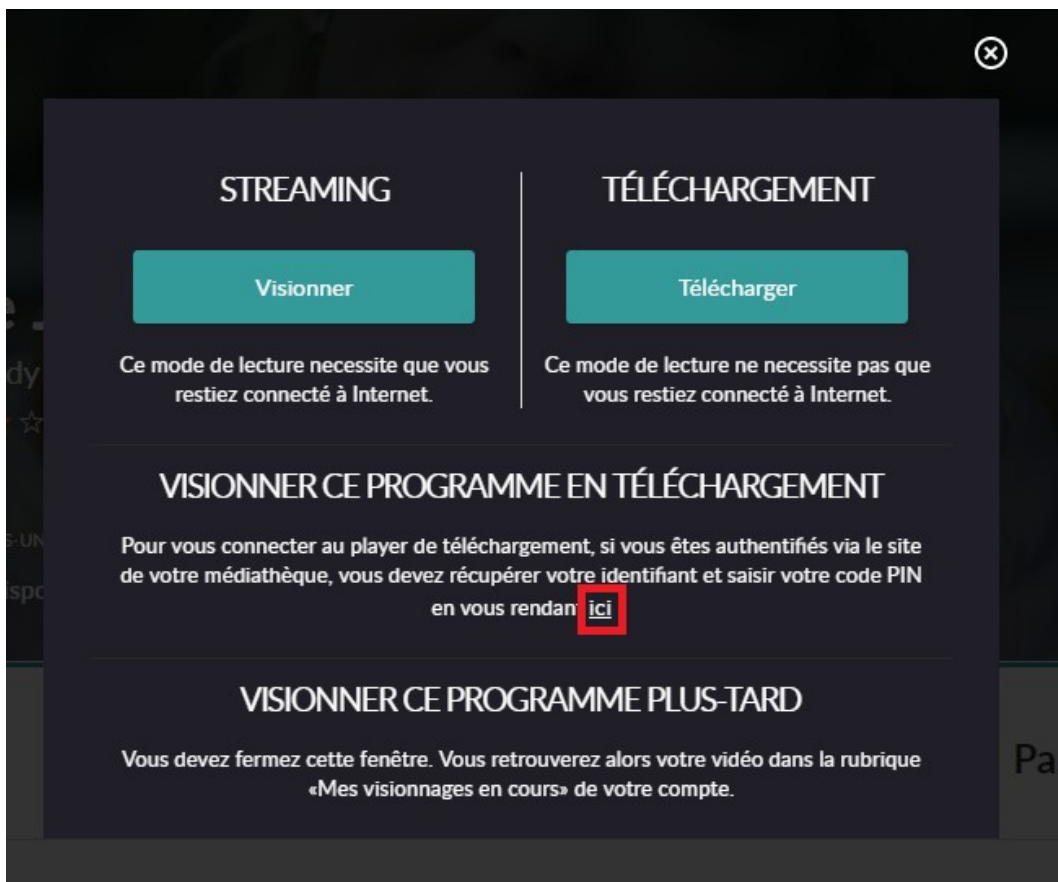 STREAMING
Visionner
Ce mode de lecture necessite que vous
restiez connecté à Internet.
TÉLÉCHARGEMENT
Télécharger
Ce mode de lecture ne necessite pas que
vous restiez connecté à Internet.
VISIONNER CE PROGRAMME EN TÉLÉCHARGEMENT
Pour vous connecter au player de téléchargement, si vous êtes authentifiés via le site
de votre médiathèque, vous devez récupérer votre identifiant et saisir votre code PIN
en vous rendant ici
VISIONNER CE PROGRAMME PLUS-TARD
Vous devez fermez cette fenêtre. Vous retrouverez alors votre vidéo dans la rubrique
«Mes visionnages en cours» de votre compte.
Pa